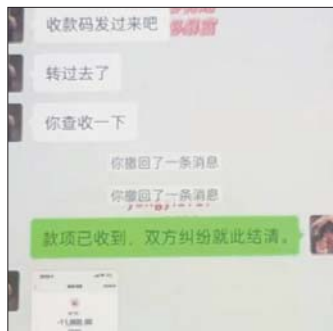 收款码发过来吧
转过去了
你查收一下
你撤回了一条消息
你撤回了一条消息
款项已收到，双方纠纷就此结清。